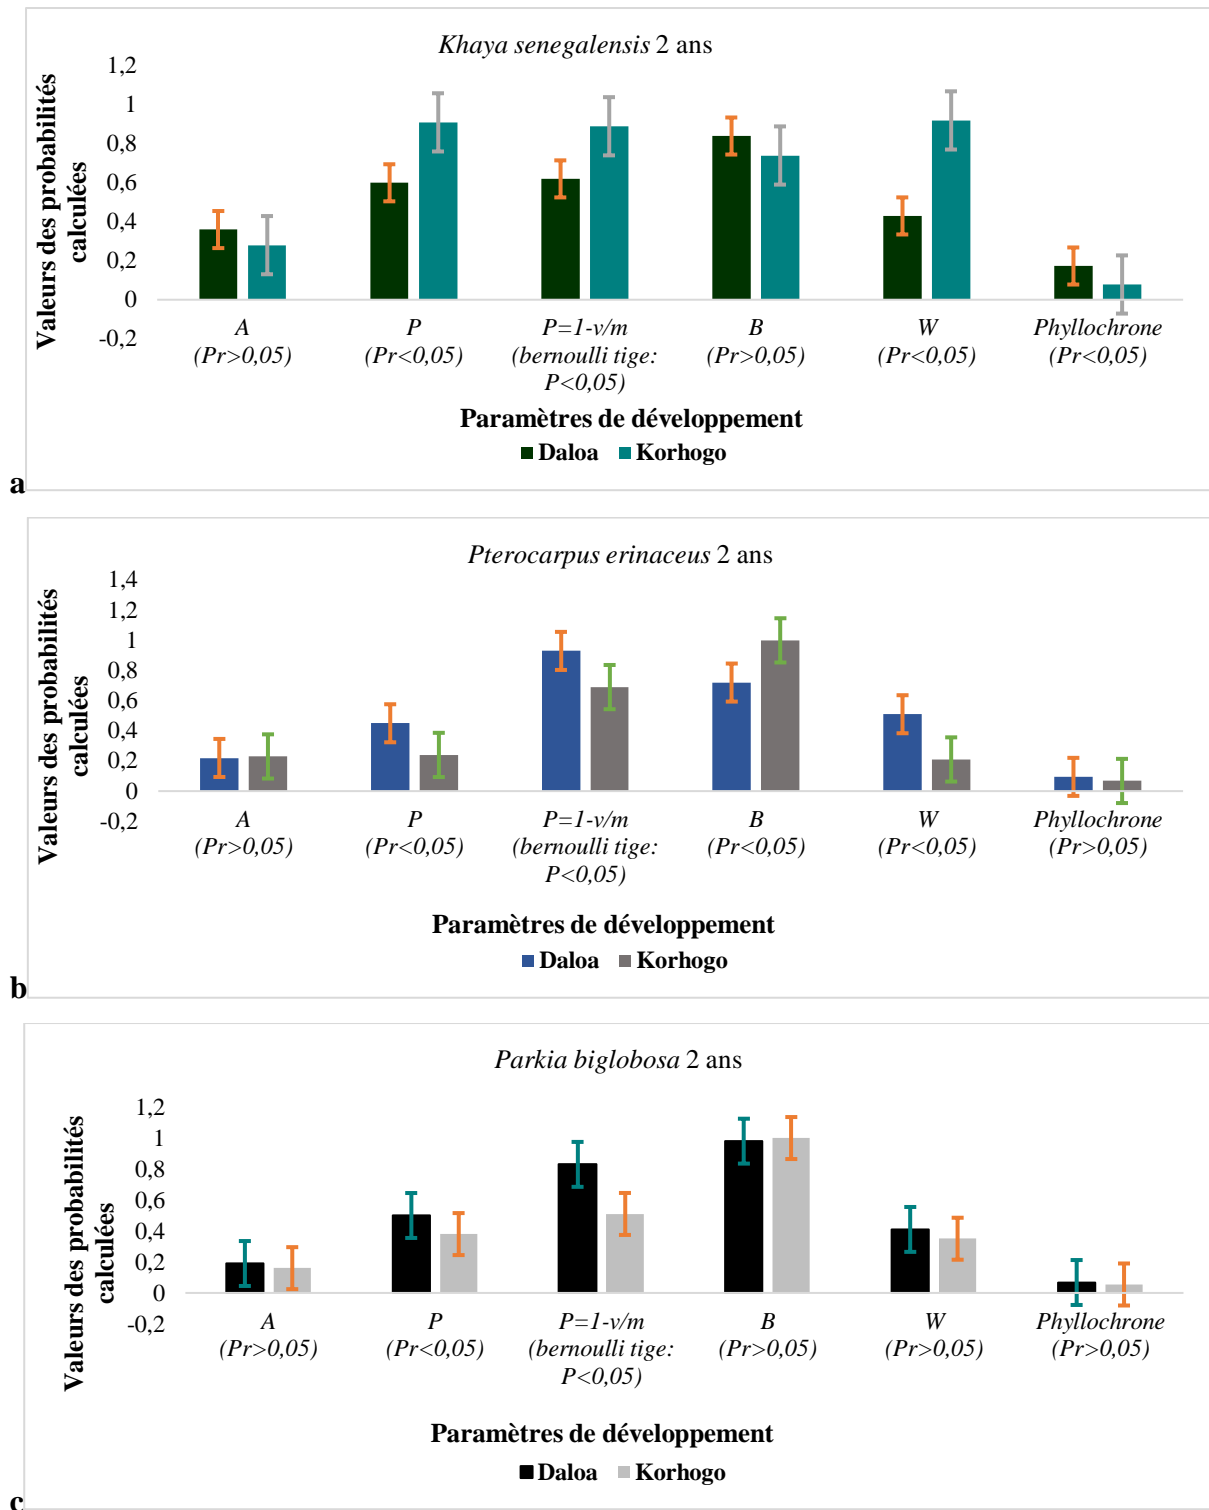 Khaya senegalensis 2 ans
Valeurs des probabilités
calculées
1,2
1
0,8
0,6
0,4
0,2
0
-0,2
A P P=1-v/m B W Phyllochrone
(Pr>0,05) (Pr<0,05) (bernoulli tige: (Pr>0,05) (Pr<0,05) (Pr<0,05)
P<0,05)
Paramètres de développement
Daloa Korhogo
a
Pterocarpus erinaceus 2 ans
Valeurs des probabilités
calculées
1,4
1,2
1
0,8
0,6
0,4
0,2
0
-0,2
A P P=1-v/m B W Phyllochrone
(Pr>0,05) (Pr<0,05) (bernoulli tige: (Pr<0,05) (Pr<0,05) (Pr>0,05)
P<0,05)
Paramètres de développement
Daloa Korhogo
b
Parkia biglobosa 2 ans
Valeurs des probabilités
calculées
1,2
1
0,8
0,6
0,4
0,2
0
-0,2
A P P=1-v/m B W Phyllochrone
(Pr>0,05) (Pr<0,05) (bernoulli tige: (Pr>0,05) (Pr>0,05) (Pr>0,05)
P<0,05)
Paramètres de développement
Daloa Korhogo
c